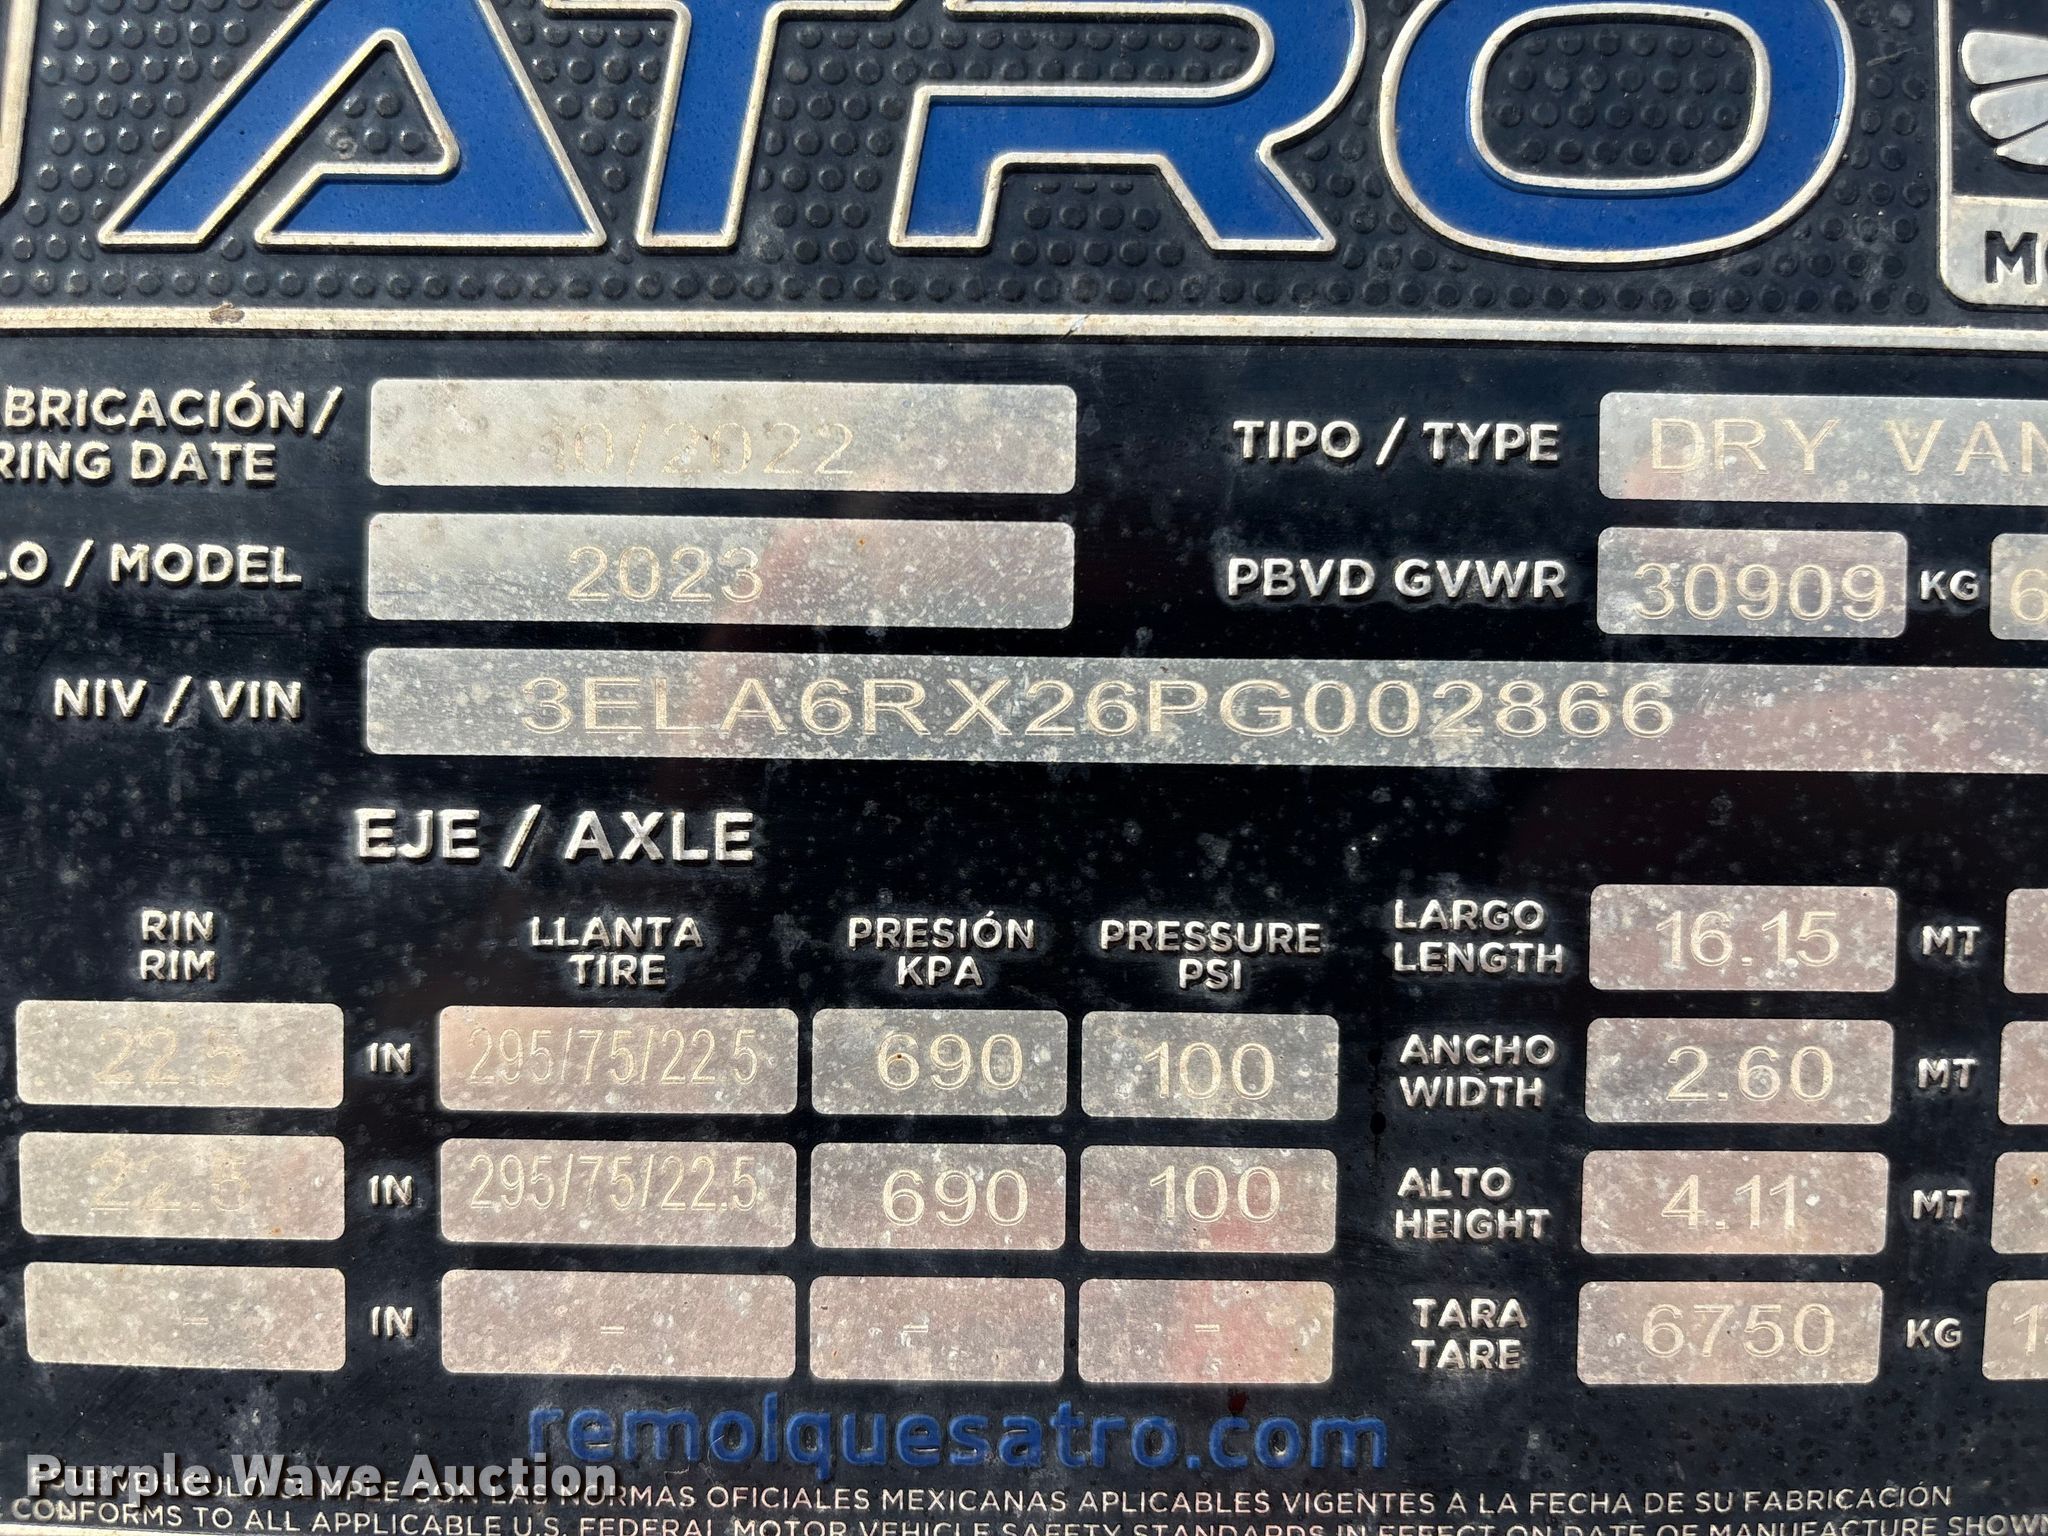 ATRO
ABRICACIÓN/ 10/2022 TIPO / TYPE DRY VAN
RING DATE
LO / MODEL 2023 PBVD GVWR 30909 KG 6
NIV / VIN 3ELA6RX26PG002866
EJE / AXLE
RIN LLANTA PRESIÓN PRESSURE LARGO 16.15 MT
RIM TIRE KPA PSI LENGTH
22.5 IN 295/75/22.5 690 100 ANCHO 2.60 MT
WIDTH
22.5 IN 295/75/22.5 690 100 ALTO 4.11 MT
HEIGHT
- IN - - - TARA 6750 KG 14
TARE
remolquesatro.com
Purple Wave Auction.
CON LAS NORMAS OFICIALES MEXICANAS APLICABLES VIGENTES A LA FECHA DE SU FABRICACIÓN
CONFORMS TO ALL APPLICABLE U.S. FEDERAL MOTOR VEHICLE SAFETY STANDARDS IN EFFECT ON DATE OF MANUFACTURE SHOWN